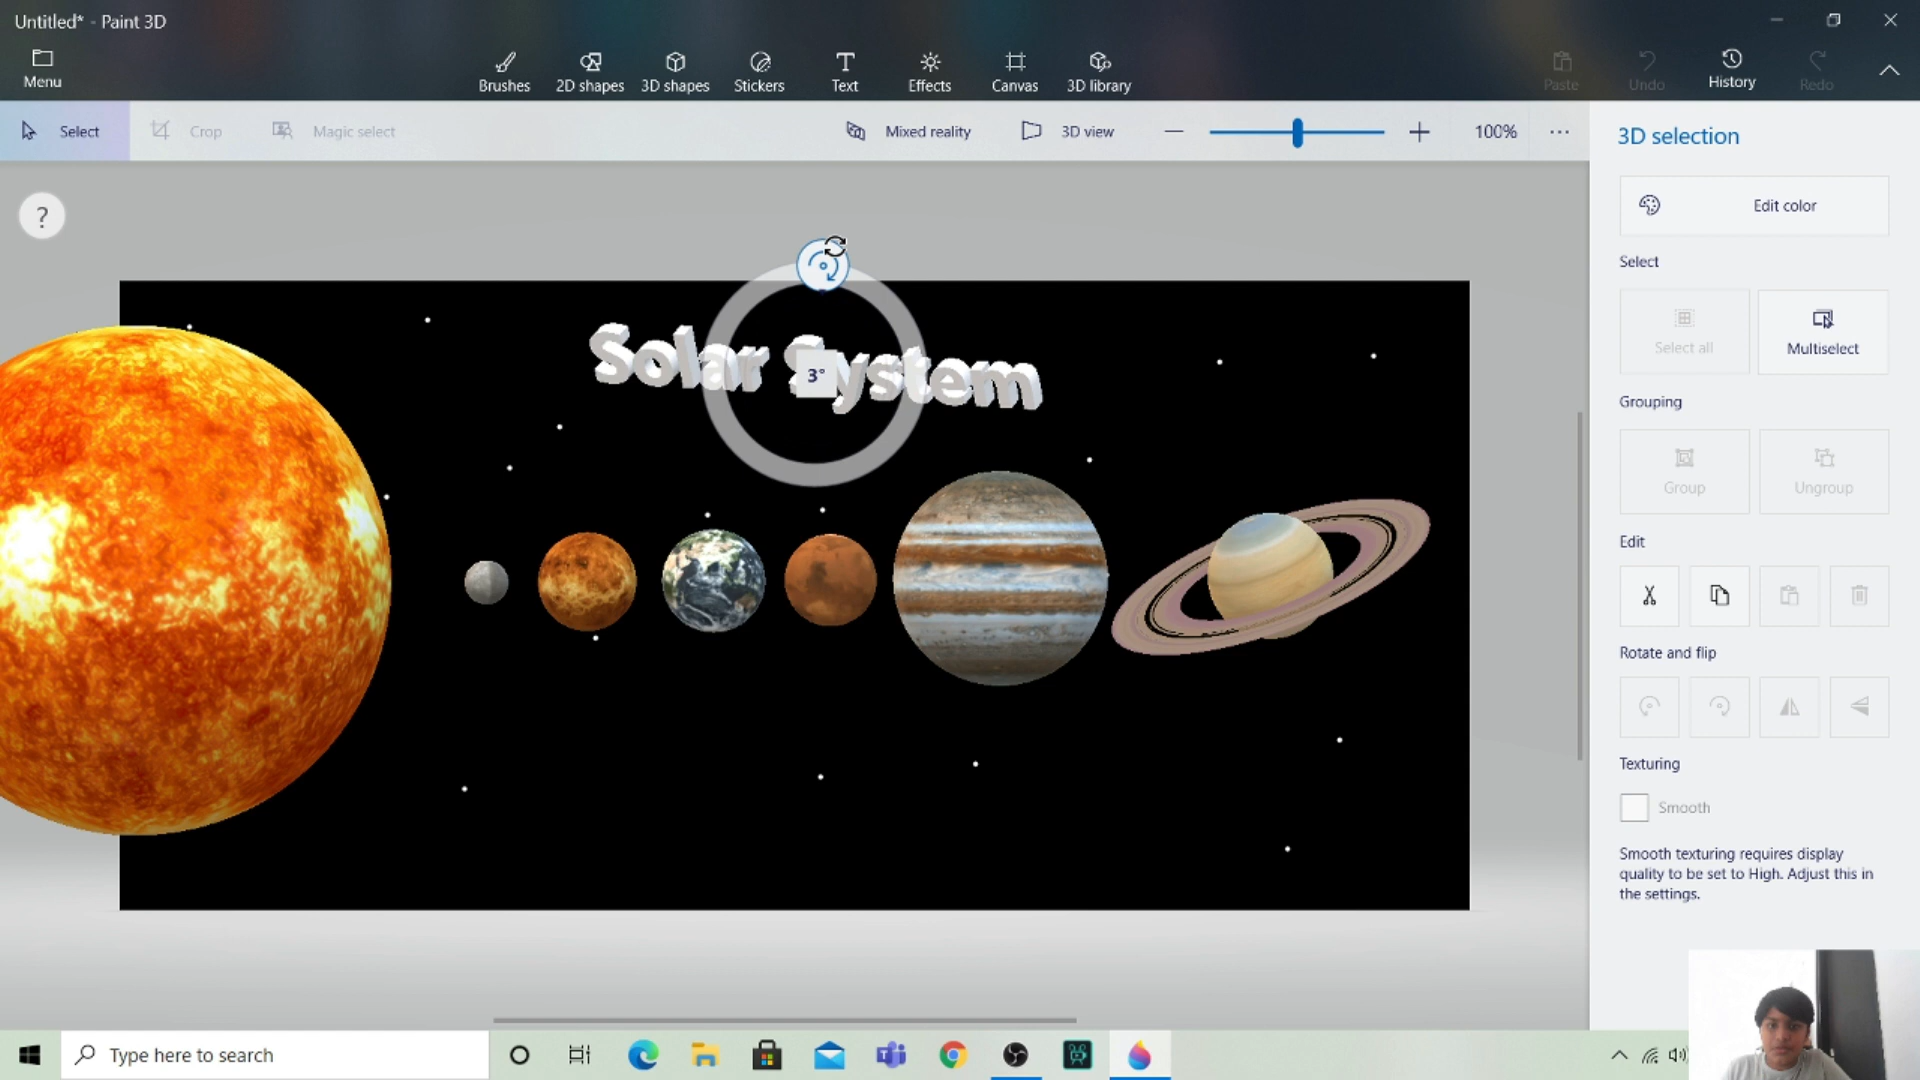 Untitled* - Paint 3D
Menu
Brushes
2D shapes
3D shapes
Stickers
Text
Effects
Canvas
3D library
Paste
Undo
History
Redo
Select
Crop
Magic select
Mixed reality
3D view
100%
3D selection
?
Edit color
Select
Select all
Multiselect
Grouping
Group
Ungroup
Edit
Rotate and flip
Texturing
Smooth
Smooth texturing requires display
quality to be set to High. Adjust this in
the settings.
Solar System
3°
Type here to search